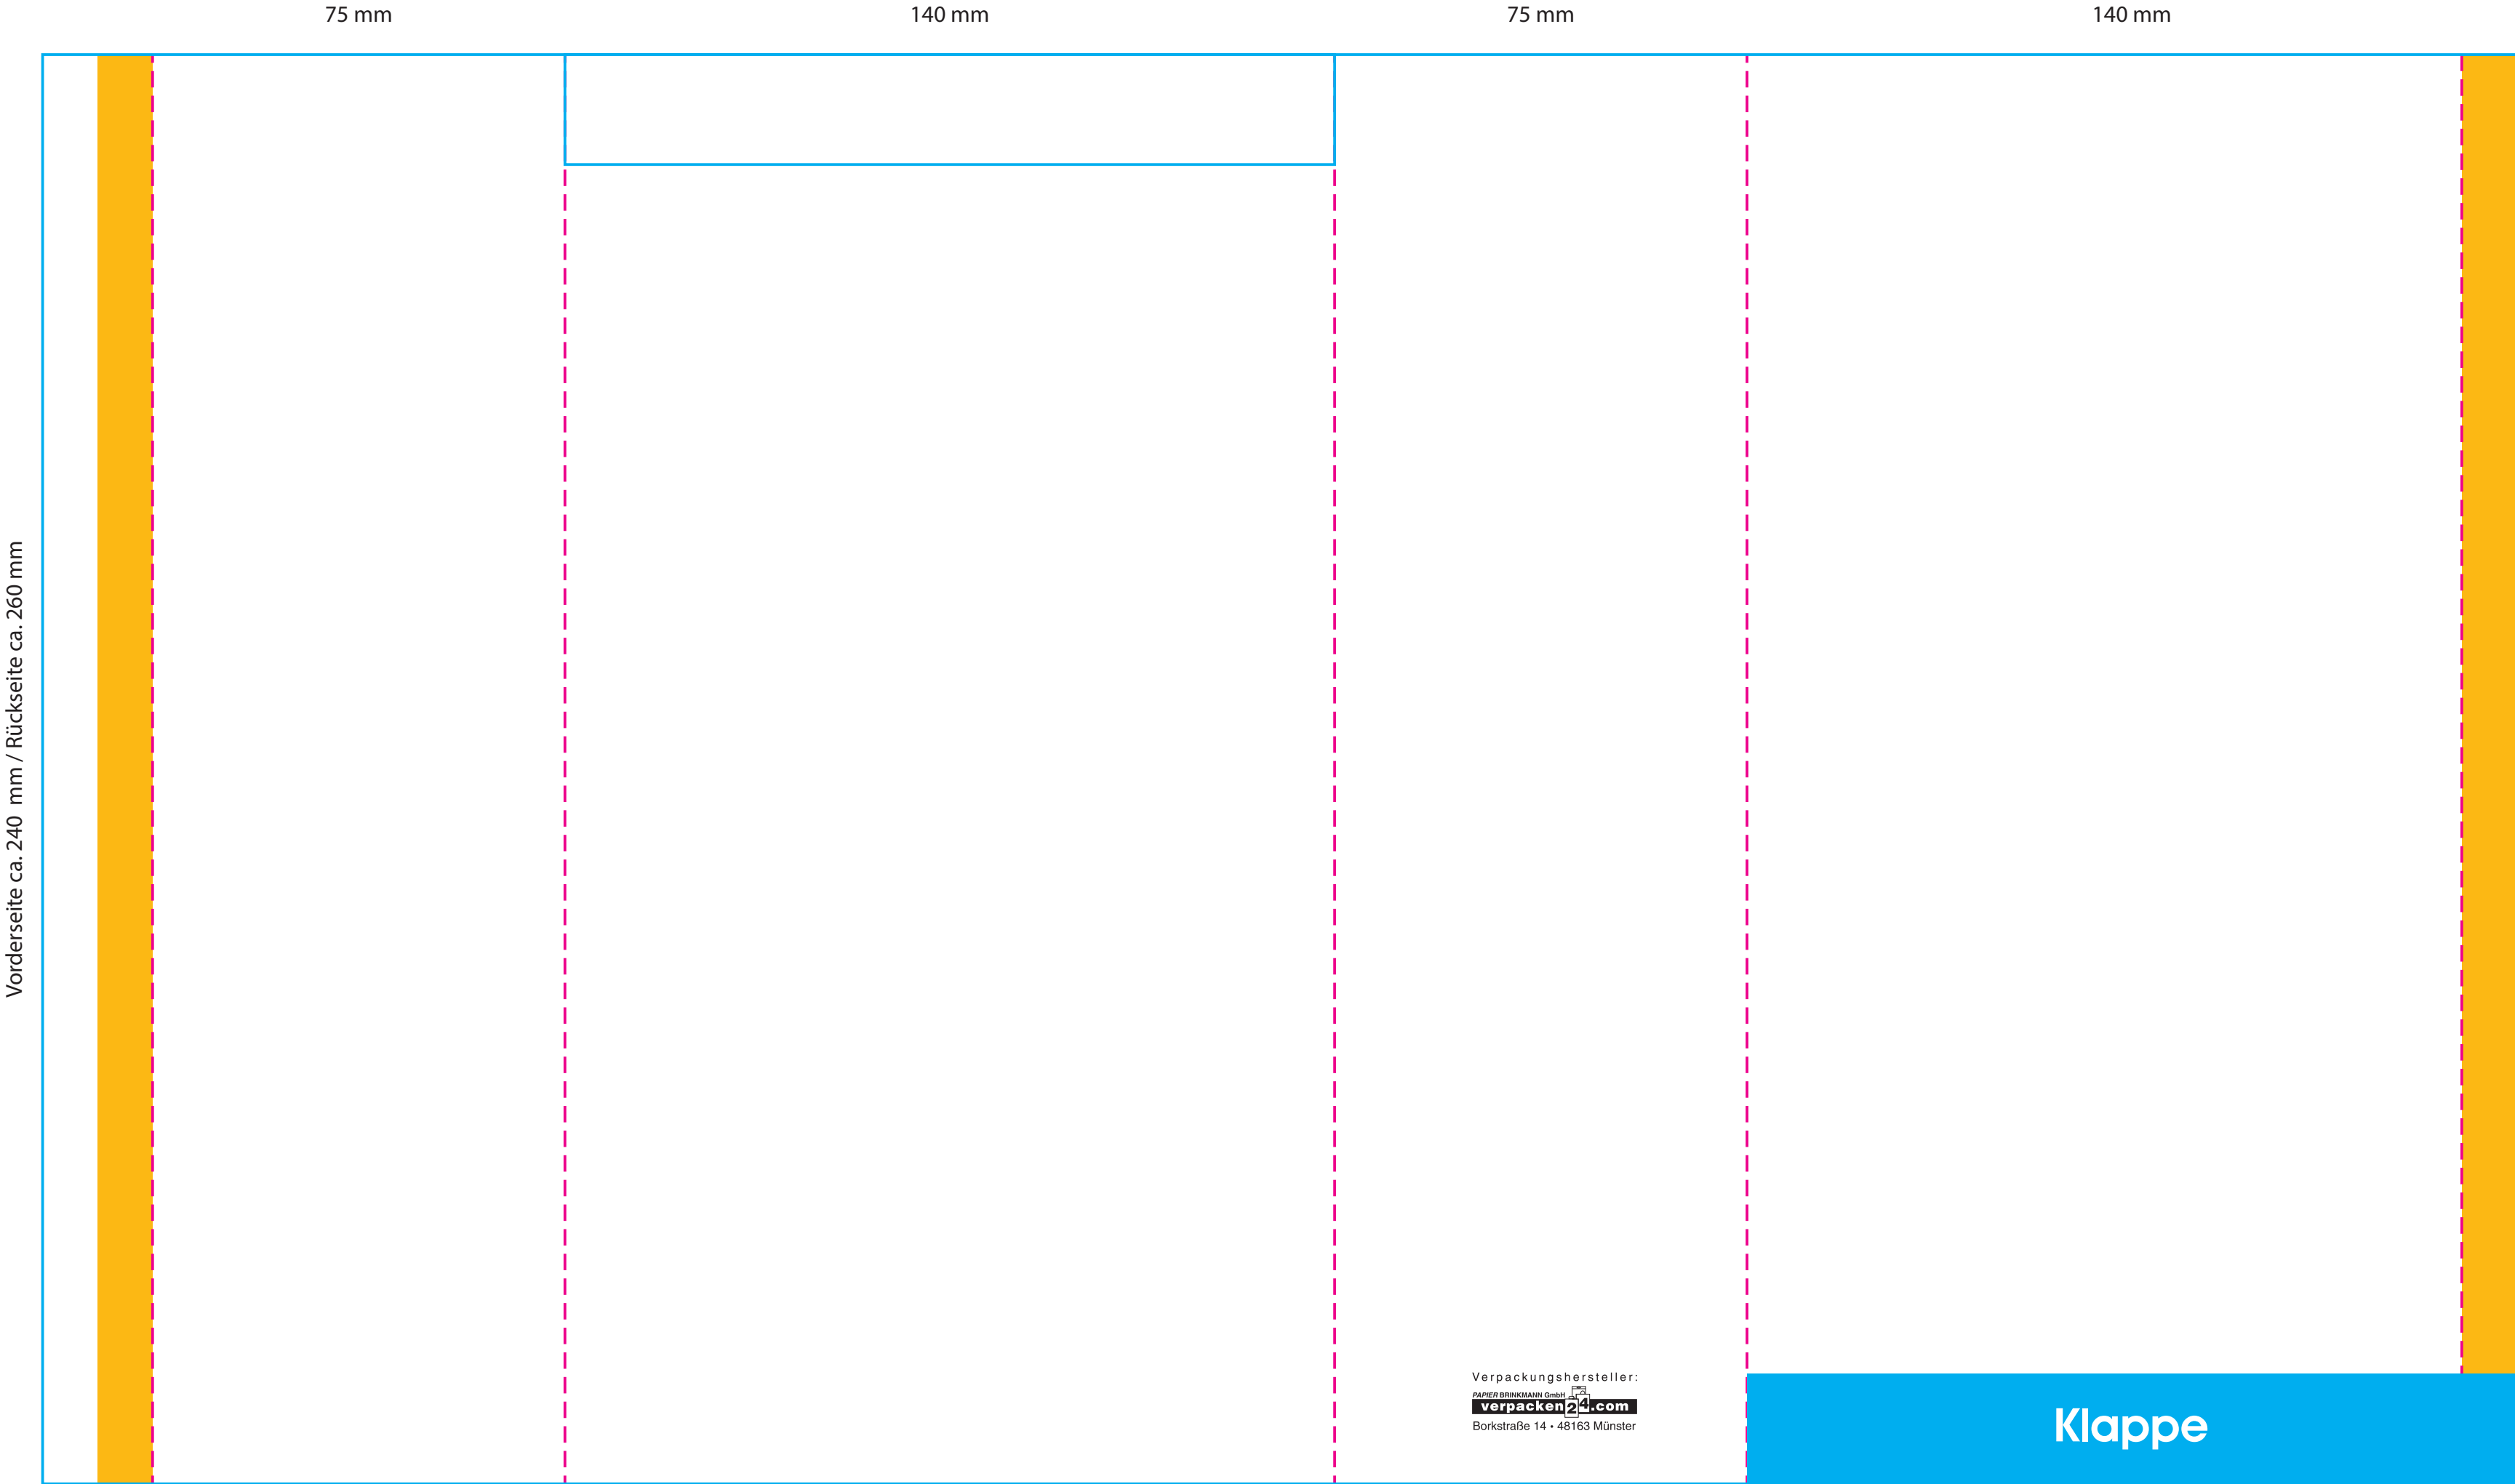 75 mm
140 mm
75 mm
140 mm
Vorderseite ca. 240 mm / Rückseite ca. 260 mm
Verpackungshersteller:
PAPIER BRINKMANN GmbH
verpacken24.com
Borkstraße 14 • 48163 Münster
Klappe